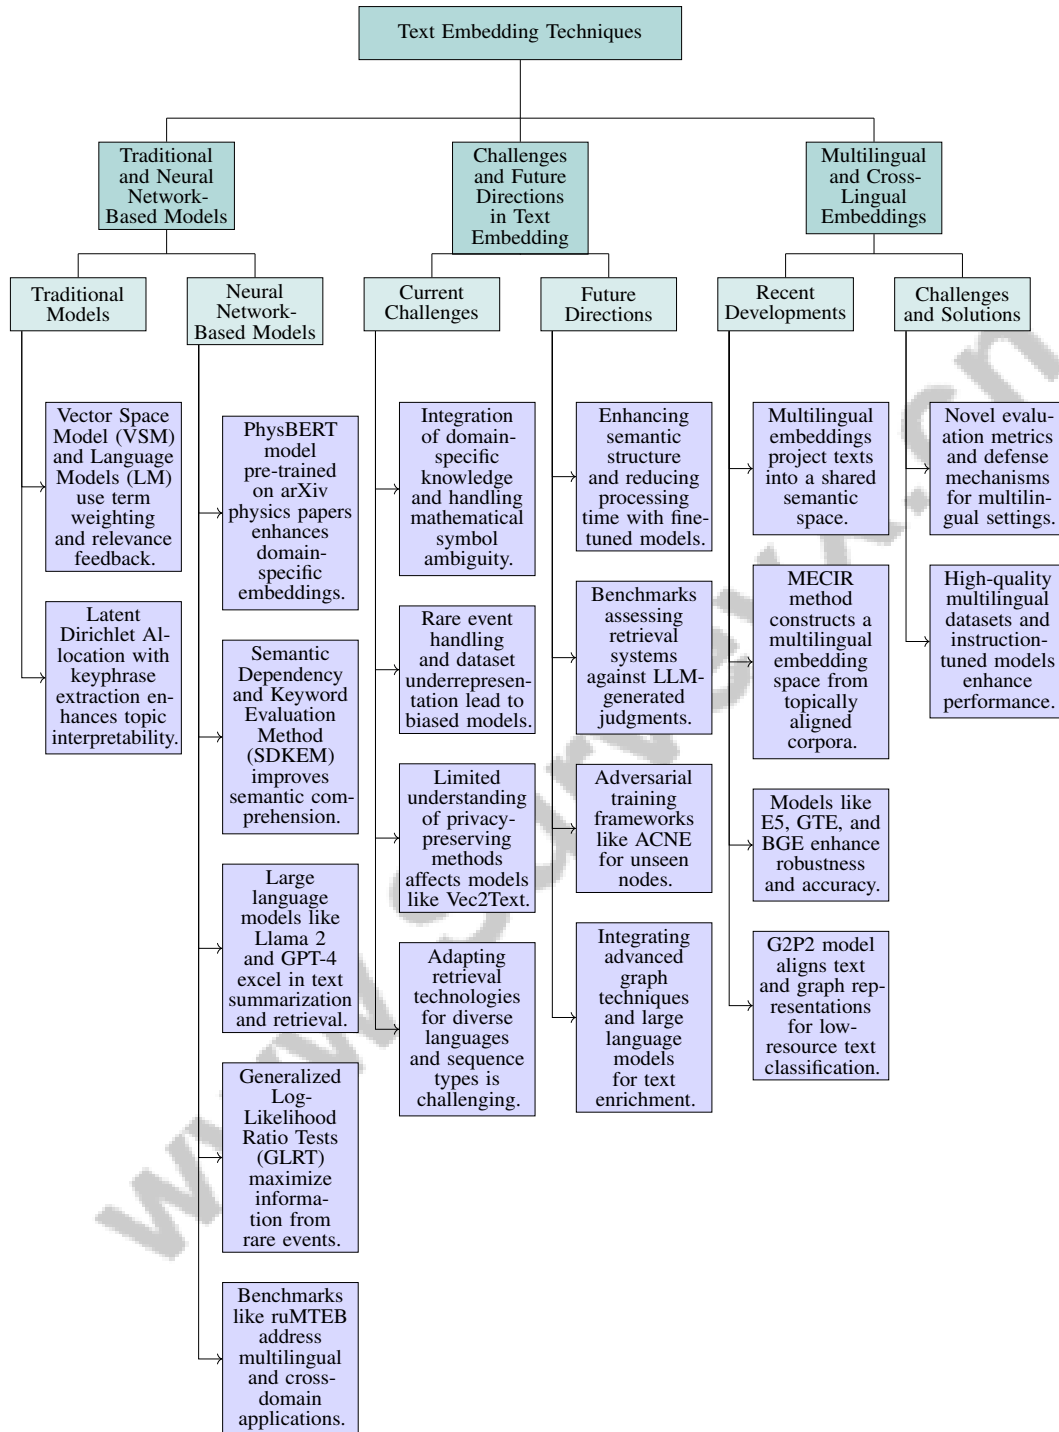 Text Embedding Techniques
Traditional
and Neural
Network-
Based Models
Challenges
and Future
Directions
in Text
Embedding
Multilingual
and Cross-
Lingual
Embeddings
Traditional
Models
Neural
Network-
Based Models
Current
Challenges
Future
Directions
Recent
Developments
Challenges
and Solutions
Vector Space
Model (VSM)
and Language
Models (LM)
use term
weighting
and relevance
feedback.
Latent
Dirichlet Al-
location with
keyphrase
extraction en-
hances topic
interpretability.
PhysBERT
model
pre-trained
on arXiv
physics papers
enhances
domain-
specific
embeddings.
Semantic
Dependency
and Keyword
Evaluation
Method
(SDKEM)
improves
semantic com-
prehension.
Large
language
models like
Llama 2
and GPT-4
excel in text
summarization
and retrieval.
Generalized
Log-
Likelihood
Ratio Tests
(GLRT)
maximize
informa-
tion from
rare events.
Benchmarks
like ruMTEB
address
multilingual
and cross-
domain
applications.
Integration
of domain-
specific
knowledge
and handling
mathematical
symbol
ambiguity.
Rare event
handling
and dataset
underrepresen-
tation lead to
biased models.
Limited
understanding
of privacy-
preserving
methods
affects models
like Vec2Text.
Adapting
retrieval
technologies
for diverse
languages
and sequence
types is
challenging.
Enhancing
semantic
structure
and reducing
processing
time with fine-
tuned models.
Benchmarks
assessing
retrieval
systems
against LLM-
generated
judgments.
Adversarial
training
frameworks
like ACNE
for unseen
nodes.
Integrating
advanced
graph
techniques
and large
language
models
for text
enrichment.
Multilingual
embeddings
project texts
into a shared
semantic
space.
MECIR
method
constructs a
multilingual
embedding
space from
topically
aligned
corpora.
Models like
E5, GTE, and
BGE enhance
robustness
and accuracy.
G2P2 model
aligns text
and graph rep-
resentations
for low-
resource text
classification.
Novel evalu-
ation metrics
and defense
mechanisms
for multilin-
gual settings.
High-quality
multilingual
datasets and
instruction-
tuned models
enhance
performance.